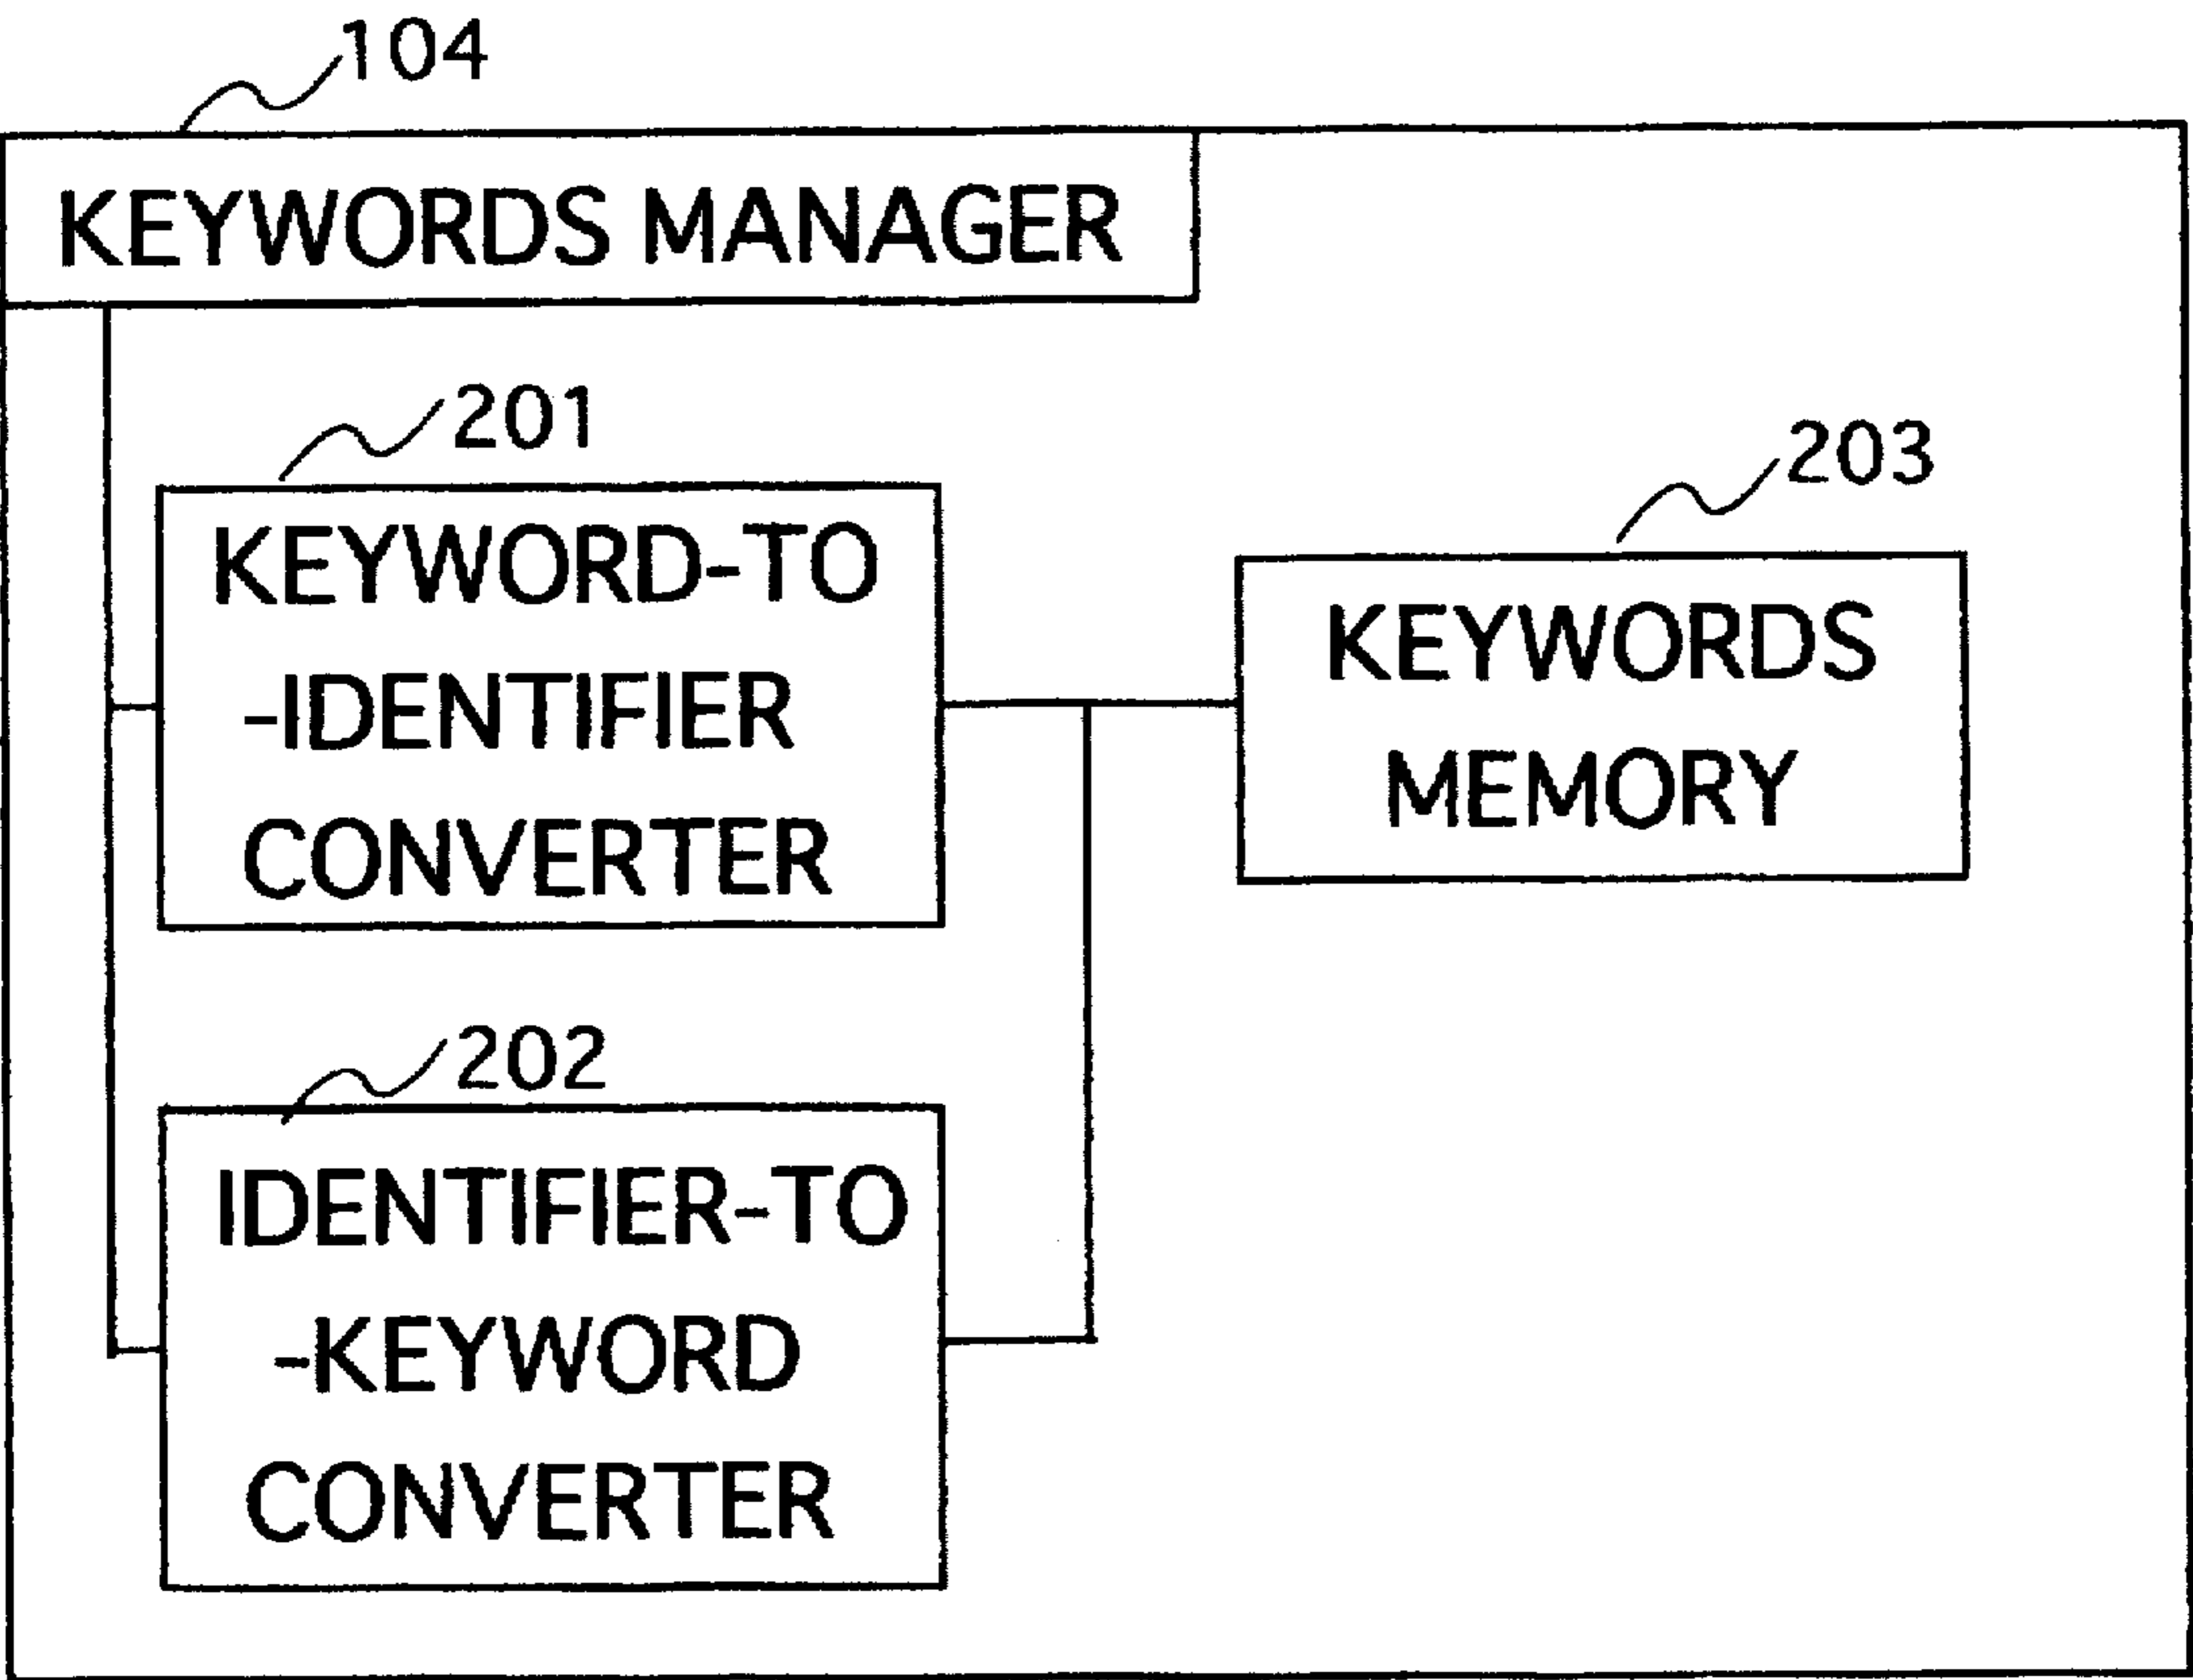 104
KEYWORDS MANAGER
201
KEYWORD-TO
-IDENTIFIER
CONVERTER
203
KEYWORDS
MEMORY
202
IDENTIFIER-TO
-KEYWORD
CONVERTER